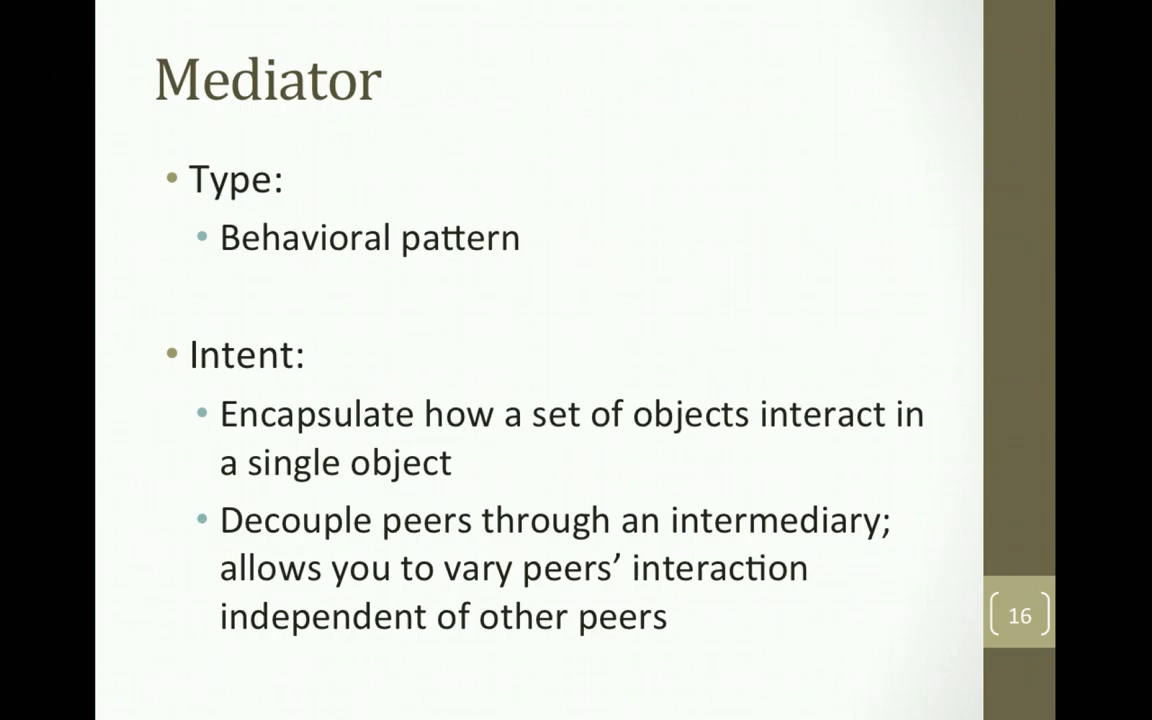 Mediator
• Type:
• Behavioral pattern
• Intent:
• Encapsulate how a set of objects interact in
a single object
• Decouple peers through an intermediary;
allows you to vary peers’ interaction
independent of other peers
16